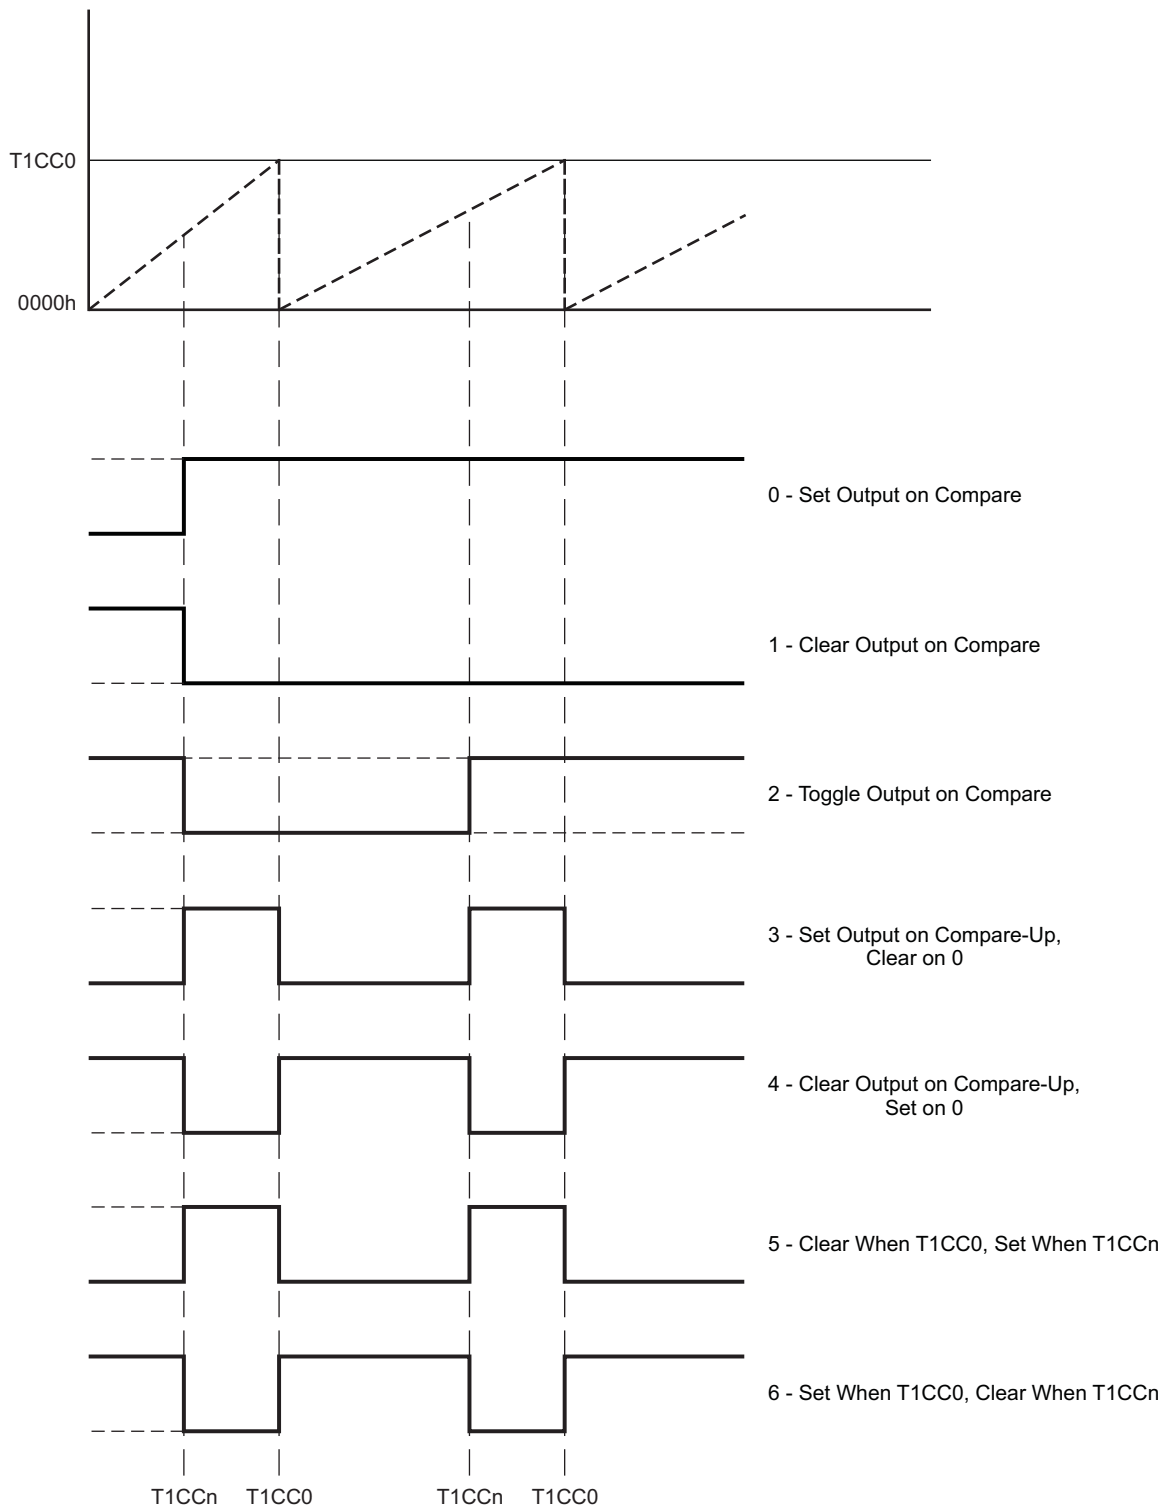 T1CC0
0000h
0 - Set Output on Compare
1 - Clear Output on Compare
2 - Toggle Output on Compare
3 - Set Output on Compare-Up,
Clear on 0
4 - Clear Output on Compare-Up,
Set on 0
5 - Clear When T1CC0, Set When T1CCn
6 - Set When T1CC0, Clear When T1CCn
T1CCn T1CC0 T1CCn T1CC0